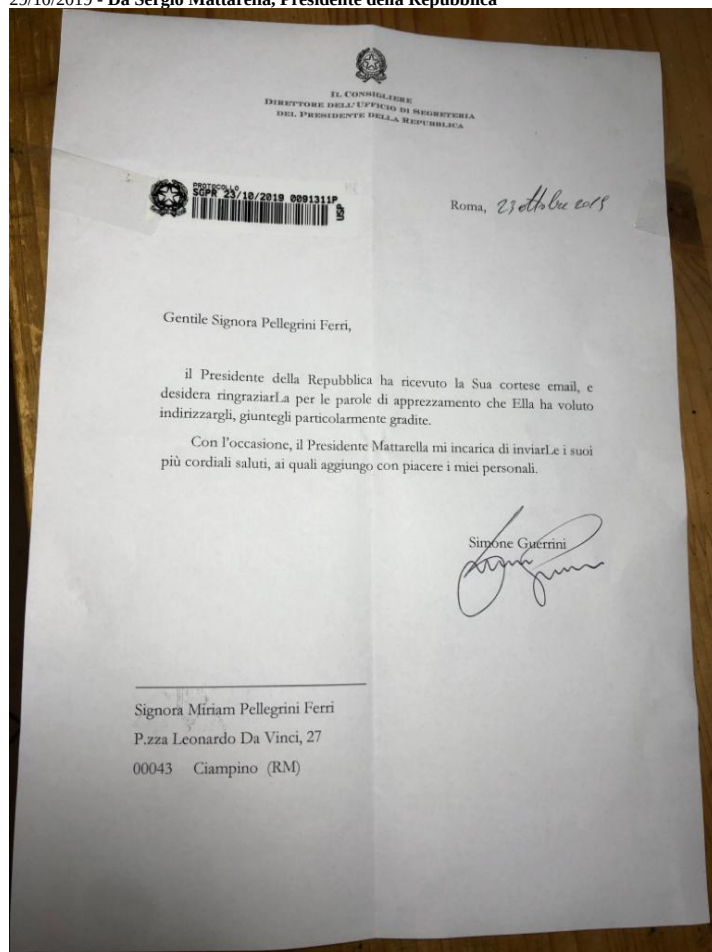 29/10/2019 - Da Sergio Mattarella, Presidente della Repubblica
IL CONSIGLIERE
DIRETTORE DELL'UFFICIO DI SEGRETERIA
DEL PRESIDENTE DELLA REPUBBLICA
PROTOCOLLO
SGPR 23/10/2019 0091311P
USP
Roma, 23 ottobre 2019
Gentile Signora Pellegrini Ferri,
il Presidente della Repubblica ha ricevuto la Sua cortese email, e
desidera ringraziarLa per le parole di apprezzamento che Ella ha voluto
indirizzargli, giuntegli particolarmente gradite.
Con l'occasione, il Presidente Mattarella mi incarica di inviarLe i suoi
più cordiali saluti, ai quali aggiungo con piacere i miei personali.
Simone Guerrini
Signora Miriam Pellegrini Ferri
P.zza Leonardo Da Vinci, 27
00043 Ciampino (RM)